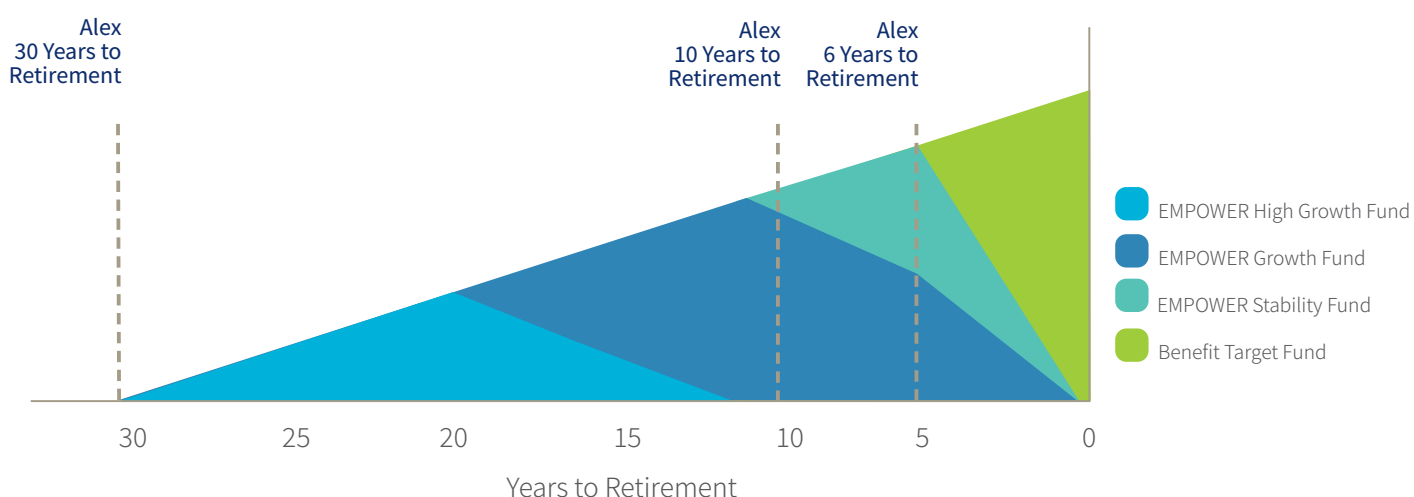 Alex
30 Years to
Retirement
Alex
10 Years to
Retirement
Alex
6 Years to
Retirement
EMPOWER High Growth Fund
EMPOWER Growth Fund
EMPOWER Stability Fund
Benefit Target Fund
30 25 20 15 10 5 0
Years to Retirement